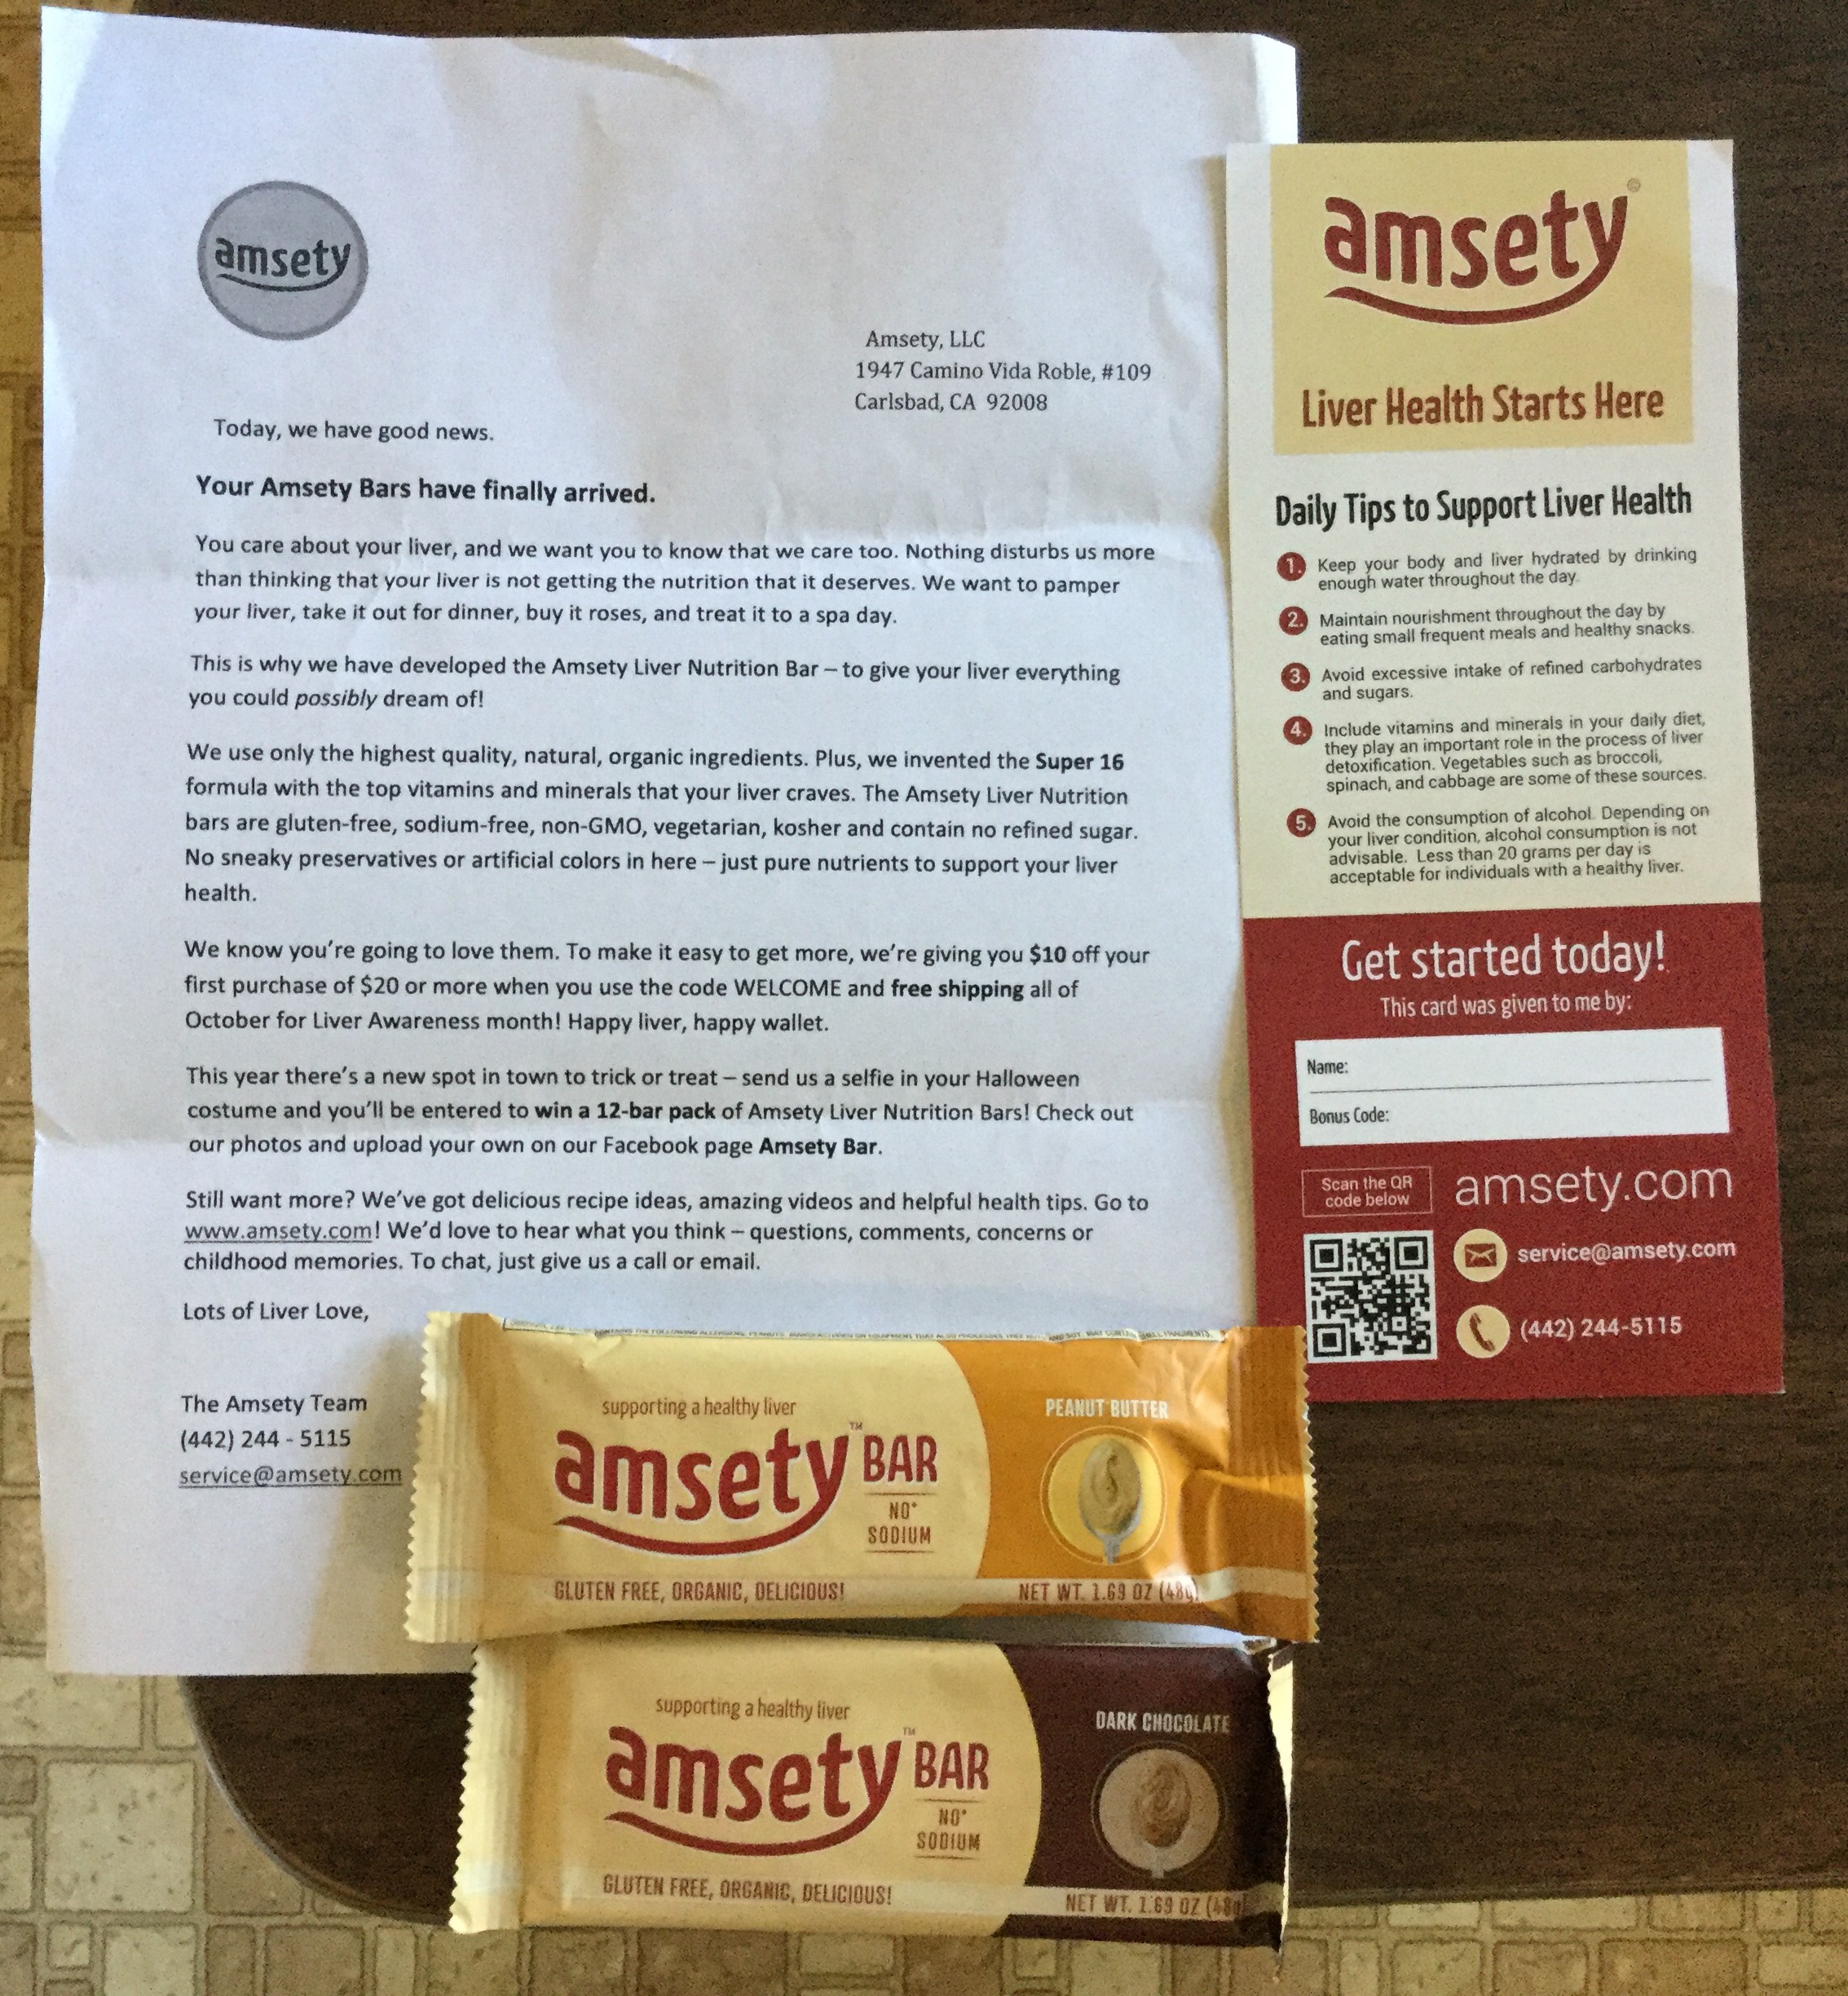 amsety
Amsety, LLC
1947 Camino Vida Roble, #109
Carlsbad, CA 92008
Today, we have good news.
Your Amsety Bars have finally arrived.
You care about your liver, and we want you to know that we care too. Nothing disturbs us more
than thinking that your liver is not getting the nutrition that it deserves. We want to pamper
your liver, take it out for dinner, buy it roses, and treat it to a spa day.
This is why we have developed the Amsety Liver Nutrition Bar – to give your liver everything
you could possibly dream of!
We use only the highest quality, natural, organic ingredients. Plus, we invented the Super 16
formula with the top vitamins and minerals that your liver craves. The Amsety Liver Nutrition
bars are gluten-free, sodium-free, non-GMO, vegetarian, kosher and contain no refined sugar.
No sneaky preservatives or artificial colors in here – just pure nutrients to support your liver
health.
We know you're going to love them. To make it easy to get more, we're giving you $10 off your
first purchase of $20 or more when you use the code WELCOME and free shipping all of
October for Liver Awareness month! Happy liver, happy wallet.
This year there's a new spot in town to trick or treat – send us a selfie in your Halloween
costume and you'll be entered to win a 12-bar pack of Amsety Liver Nutrition Bars! Check out
our photos and upload your own on our Facebook page Amsety Bar.
Still want more? We've got delicious recipe ideas, amazing videos and helpful health tips. Go to
www.amsety.com! We'd love to hear what you think – questions, comments, concerns or
childhood memories. To chat, just give us a call or email.
Lots of Liver Love,
The Amsety Team
(442) 244 - 5115
service@amsety.com
amsety®
Liver Health Starts Here
Daily Tips to Support Liver Health
1. Keep your body and liver hydrated by drinking
enough water throughout the day.
2. Maintain nourishment throughout the day by
eating small frequent meals and healthy snacks.
3. Avoid excessive intake of refined carbohydrates
and sugars.
4. Include vitamins and minerals in your daily diet,
they play an important role in the process of liver
detoxification. Vegetables such as broccoli,
spinach, and cabbage are some of these sources.
5. Avoid the consumption of alcohol. Depending on
your liver condition, alcohol consumption is not
advisable. Less than 20 grams per day is
acceptable for individuals with a healthy liver.
Get started today!
This card was given to me by:
Name:
Bonus Code:
Scan the QR
code below
amsety.com
service@amsety.com
(442) 244-5115
supporting a healthy liver
amsety™ BAR
NO*
SODIUM
PEANUT BUTTER
GLUTEN FREE, ORGANIC, DELICIOUS!
NET WT. 1.69 OZ (48g)
supporting a healthy liver
amsety™ BAR
NO*
SODIUM
DARK CHOCOLATE
GLUTEN FREE, ORGANIC, DELICIOUS!
NET WT. 1.69 OZ (48g)